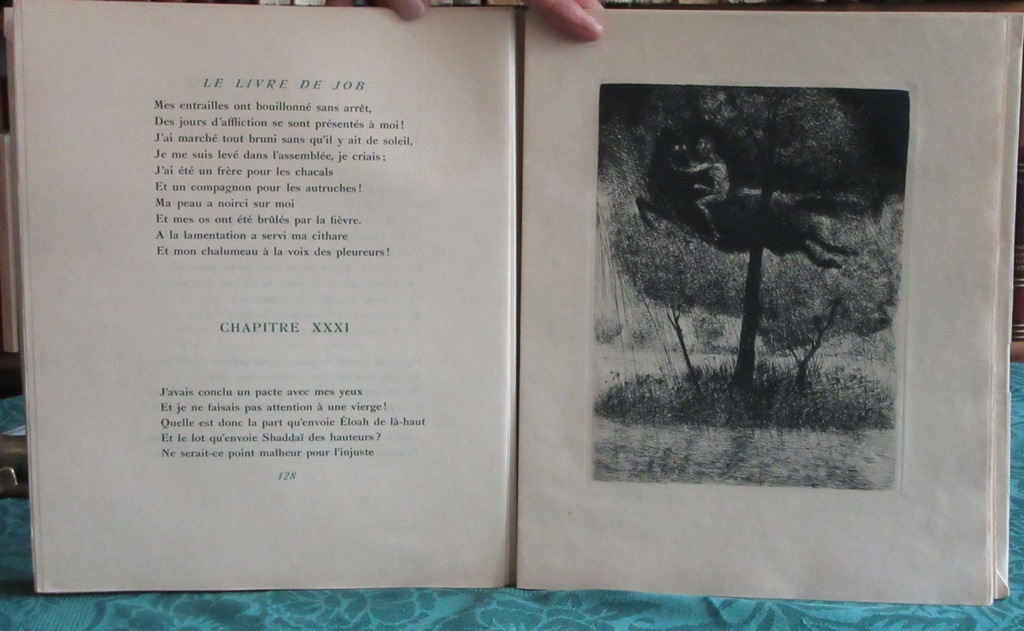 LE LIVRE DE JOB
Mes entrailles ont bouillonné sans arrêt,
Des jours d'affliction se sont présentés à moi!
J'ai marché tout bruni sans qu'il y ait de soleil,
Je me suis levé dans l'assemblée, je criais;
J'ai été un frère pour les chacals
Et un compagnon pour les autruches!
Ma peau a noirci sur moi
Et mes os ont été brûlés par la fièvre.
A la lamentation a servi ma cithare
Et mon chalumeau à la voix des pleureurs!
CHAPITRE XXXI
J'avais conclu un pacte avec mes yeux
Et je ne faisais pas attention à une vierge!
Quelle est donc la part qu'envoie Éloah de là-haut
Et le lot qu'envoie Shaddaï des hauteurs?
Ne serait-ce point malheur pour l'injuste
128